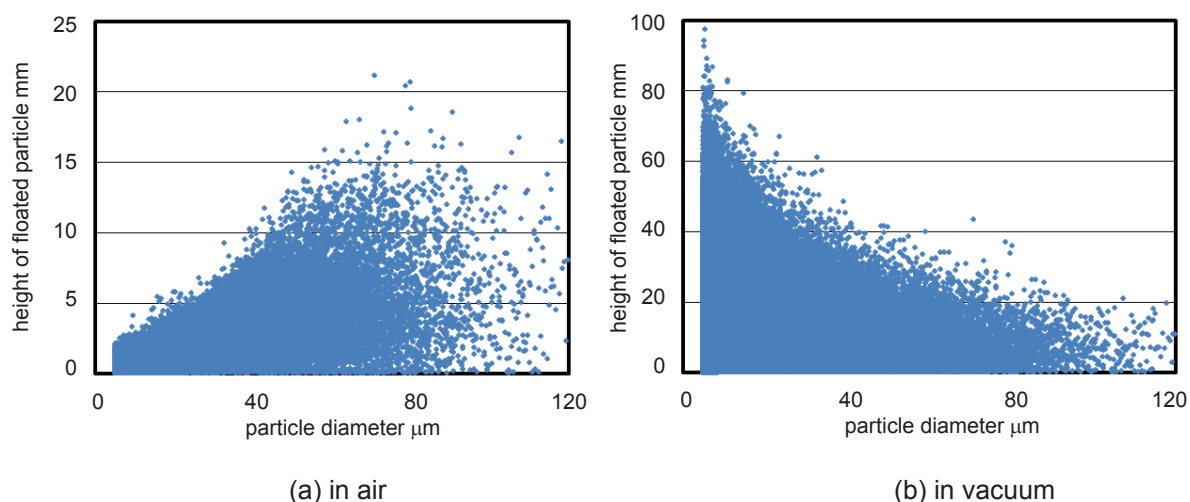 25
20
15
10
5
0
height of floated particle mm
0 40 80 120
particle diameter μm
(a) in air
100
80
60
40
20
0
height of floated particle mm
0 40 80 120
particle diameter μm
(b) in vacuum